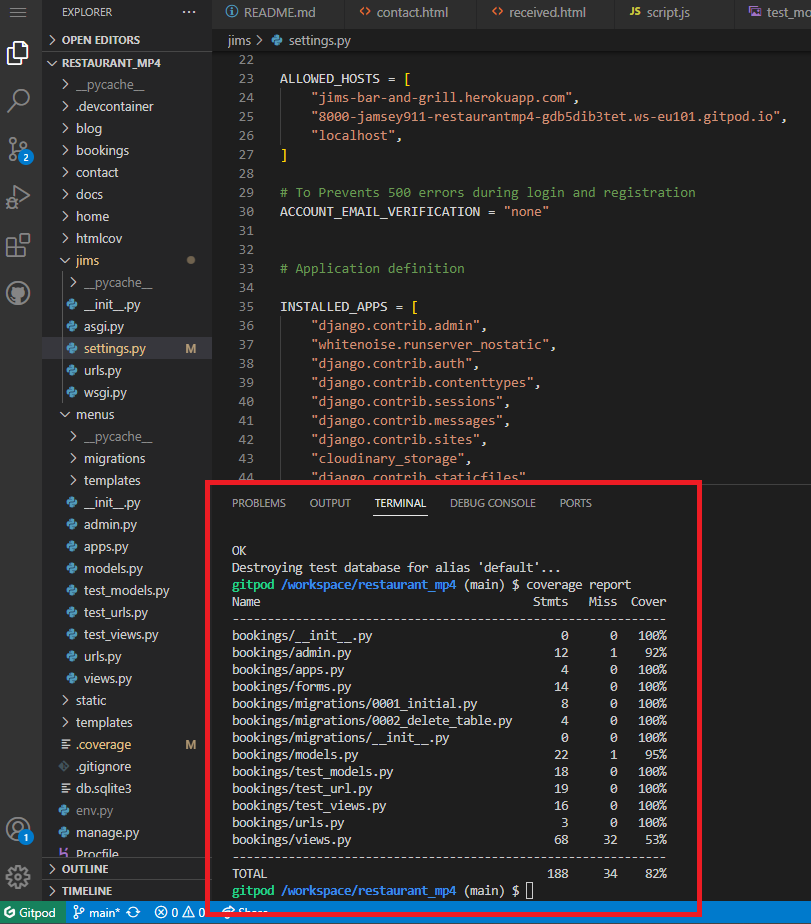 EXPLORER
OPEN EDITORS
RESTAURANT_MP4
__pycache__
.devcontainer
blog
bookings
contact
docs
home
htmlcov
jims
__pycache__
__init__.py
asgi.py
settings.py M
urls.py
wsgi.py
menus
__pycache__
migrations
templates
__init__.py
admin.py
apps.py
models.py
test_models.py
test_urls.py
test_views.py
urls.py
views.py
static
templates
.coverage M
.gitignore
db.sqlite3
env.py
manage.py
Procfile
OUTLINE
TIMELINE
2
1
README.md
contact.html
received.html
JS script.js
jims > settings.py
22
23 ALLOWED_HOSTS = [
24 "jims-bar-and-grill.herokuapp.com",
25 "8000-jamsey911-restaurantmp4-gdb5dib3tet.ws-eu101.gitpod.io",
26 "localhost",
27 ]
28
29 # To Prevents 500 errors during login and registration
30 ACCOUNT_EMAIL_VERIFICATION = "none"
31
32
33 # Application definition
34
35 INSTALLED_APPS = [
36 "django.contrib.admin",
37 "whitenoise.runserver_nostatic",
38 "django.contrib.auth",
39 "django.contrib.contenttypes",
40 "django.contrib.sessions",
41 "django.contrib.messages",
42 "django.contrib.sites",
43 "cloudinary_storage",
44 "django.contrib.staticfiles"
PROBLEMS OUTPUT TERMINAL DEBUG CONSOLE PORTS
OK
Destroying test database for alias 'default'...
gitpod /workspace/restaurant_mp4 (main) $ coverage report
Name Stmts Miss Cover
--------------------------------------------------------------
bookings/__init__.py 0 0 100%
bookings/admin.py 12 1 92%
bookings/apps.py 4 0 100%
bookings/forms.py 14 0 100%
bookings/migrations/0001_initial.py 8 0 100%
bookings/migrations/0002_delete_table.py 4 0 100%
bookings/migrations/__init__.py 0 0 100%
bookings/models.py 22 1 95%
bookings/test_models.py 18 0 100%
bookings/test_url.py 19 0 100%
bookings/test_views.py 16 0 100%
bookings/urls.py 3 0 100%
bookings/views.py 68 32 53%
--------------------------------------------------------------
TOTAL 188 34 82%
gitpod /workspace/restaurant_mp4 (main) $
Gitpod main* 0 0 Share